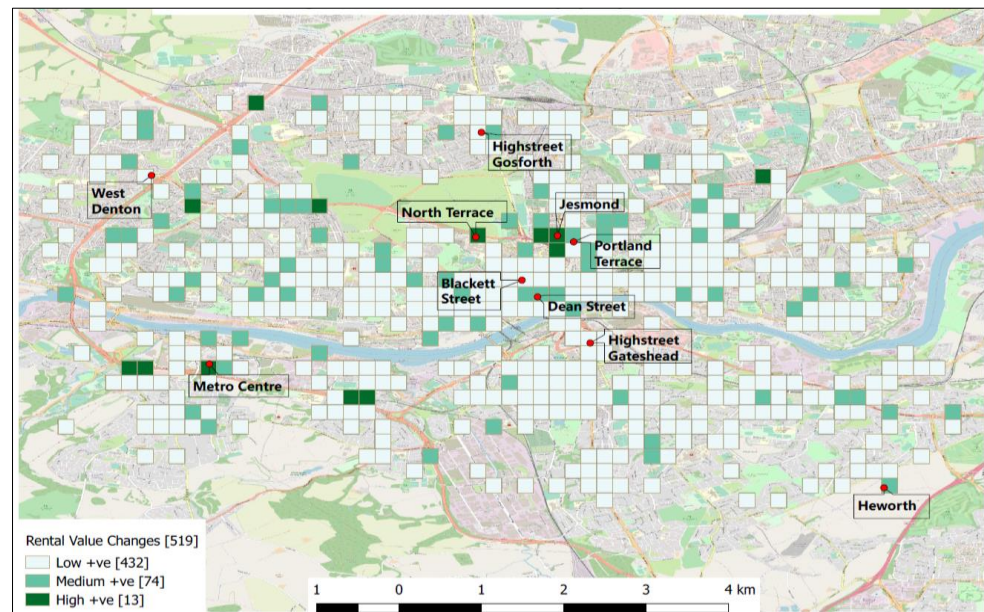 Highstreet
Gosforth
West
Denton
North Terrace
Jesmond
Portland
Terrace
Blackett
Street
Dean Street
Highstreet
Gateshead
Metro Centre
Heworth
Rental Value Changes [519]
Low +ve [432]
Medium +ve [74]
High +ve [13]
1 0 1 2 3 4 km